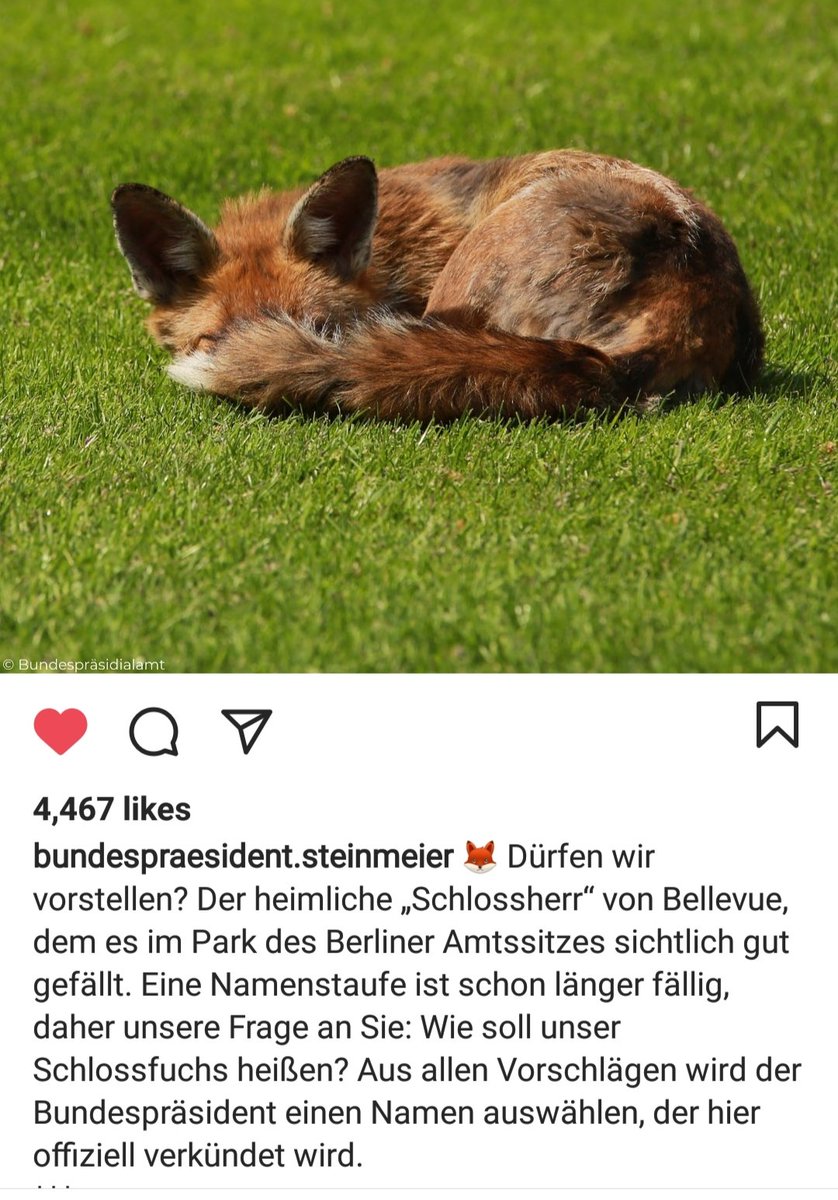 © Bundespräsidialamt
4,467 likes
bundespraesident.steinmeier 🦊 Dürfen wir
vorstellen? Der heimliche „Schlossherr“ von Bellevue,
dem es im Park des Berliner Amtssitzes sichtlich gut
gefällt. Eine Namenstaufe ist schon länger fällig,
daher unsere Frage an Sie: Wie soll unser
Schlossfuchs heißen? Aus allen Vorschlägen wird der
Bundespräsident einen Namen auswählen, der hier
offiziell verkündet wird.